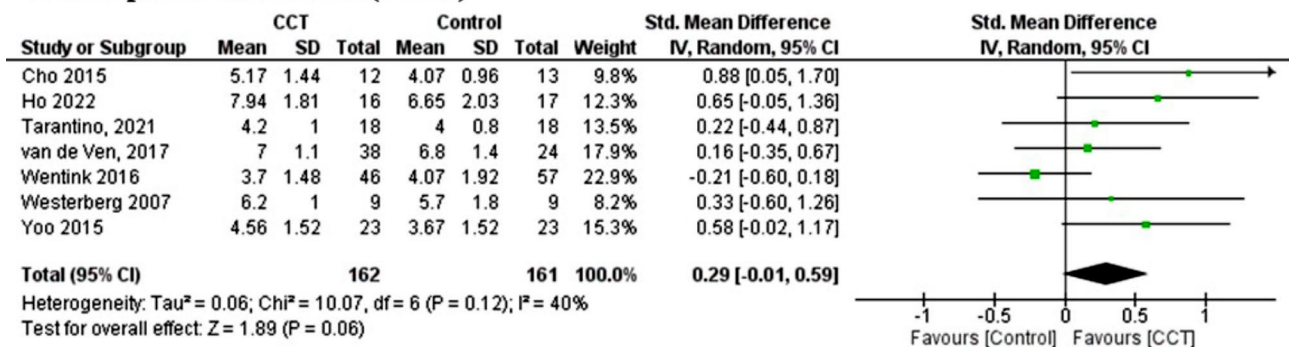 CCT Control Std. Mean Difference Std. Mean Difference
Study or Subgroup Mean SD Total Mean SD Total Weight IV, Random, 95% CI IV, Random, 95% CI
Cho 2015 5.17 1.44 12 4.07 0.96 13 9.8% 0.88 [0.05, 1.70]
Ho 2022 7.94 1.81 16 6.65 2.03 17 12.3% 0.65 [-0.05, 1.36]
Tarantino, 2021 4.2 1 18 4 0.8 18 13.5% 0.22 [-0.44, 0.87]
van de Ven, 2017 7 1.1 38 6.8 1.4 24 17.9% 0.16 [-0.35, 0.67]
Wentink 2016 3.7 1.48 46 4.07 1.92 57 22.9% -0.21 [-0.60, 0.18]
Westerberg 2007 6.2 1 9 5.7 1.8 9 8.2% 0.33 [-0.60, 1.26]
Yoo 2015 4.56 1.52 23 3.67 1.52 23 15.3% 0.58 [-0.02, 1.17]
Total (95% CI) 162 161 100.0% 0.29 [-0.01, 0.59]
Heterogeneity: Tau² = 0.06; Chi² = 10.07, df = 6 (P = 0.12); I² = 40%
Test for overall effect: Z = 1.89 (P = 0.06)
-1 -0.5 0 0.5 1
Favours [Control] Favours [CCT]